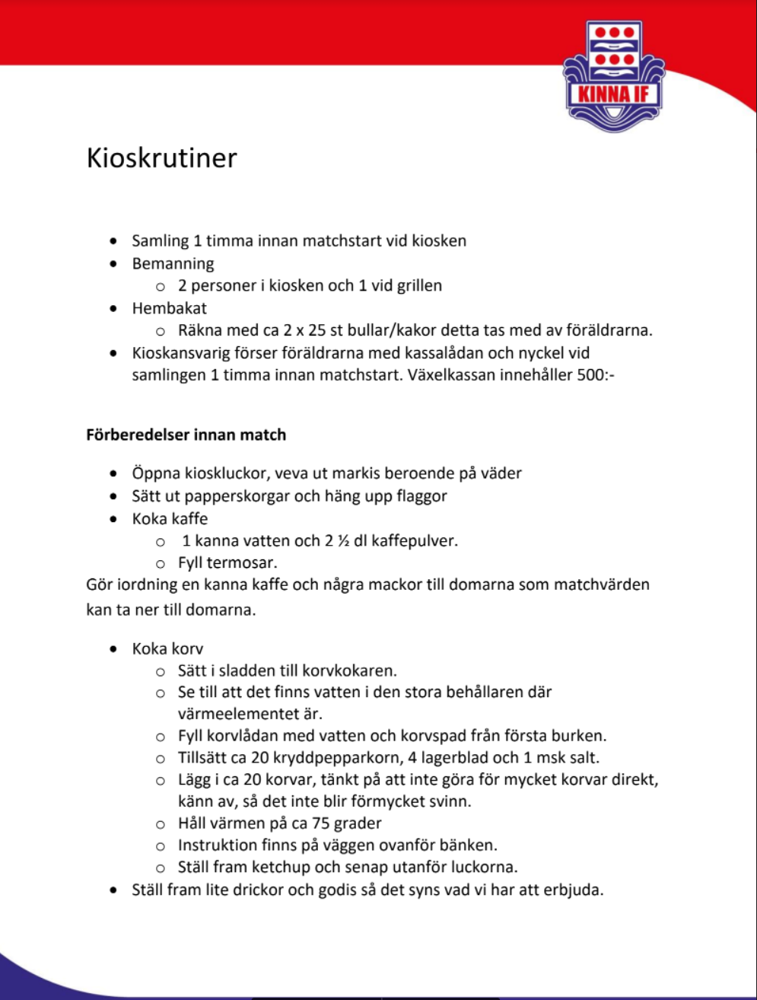 KINNA IF
Kioskrutiner
• Samling 1 timma innan matchstart vid kiosken
• Bemanning
o 2 personer i kiosken och 1 vid grillen
• Hembakat
o Räkna med ca 2 x 25 st bullar/kakor detta tas med av föräldrarna.
• Kioskansvarig förser föräldrarna med kassalådan och nyckel vid
samlingen 1 timma innan matchstart. Växelkassan innehåller 500:-
Förberedelser innan match
• Öppna kioskluckor, veva ut markis beroende på väder
• Sätt ut papperskorgar och häng upp flaggor
• Koka kaffe
o 1 kanna vatten och 2 ½ dl kaffepulver.
o Fyll termosar.
Gör iordning en kanna kaffe och några mackor till domarna som matchvärden
kan ta ner till domarna.
• Koka korv
o Sätt i sladden till korvkokaren.
o Se till att det finns vatten i den stora behållaren där
värmeelementet är.
o Fyll korvlådan med vatten och korvspad från första burken.
o Tillsätt ca 20 kryddpepparkorn, 4 lagerblad och 1 msk salt.
o Lägg i ca 20 korvar, tänkt på att inte göra för mycket korvar direkt,
känn av, så det inte blir förmycket svinn.
o Håll värmen på ca 75 grader
o Instruktion finns på väggen ovanför bänken.
o Ställ fram ketchup och senap utanför luckorna.
• Ställ fram lite drickor och godis så det syns vad vi har att erbjuda.